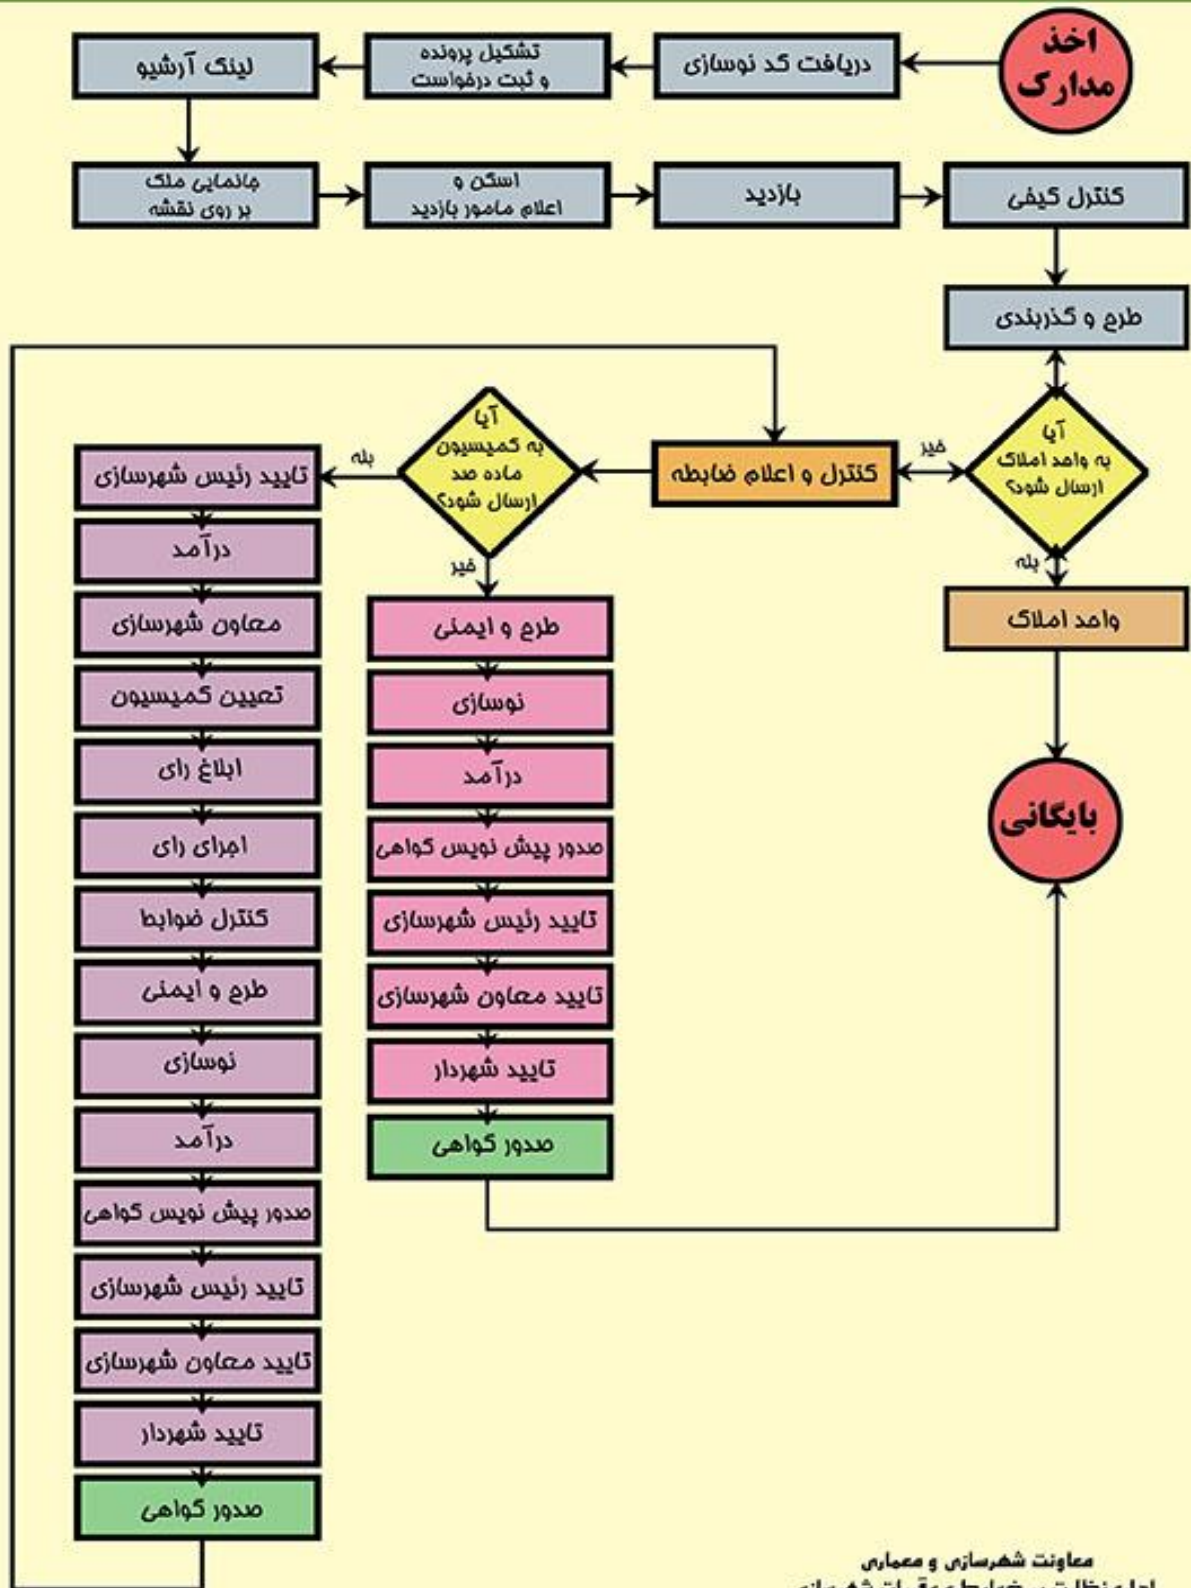 اخذ
مدارک
دریافت کد نوسازی
تشکیل پرونده
و ثبت درخواست
لینک آرشیو
جانمایی ملک
بر روی نقشه
اسکن و
اعلام مامور بازدید
بازدید
کنترل کیفی
طرح و گذربندی
آیا
به واحد املاک
ارسال شود؟
خیر
بله
واحد املاک
بایگانی
کنترل و اعلام ضابطه
آیا
به کمیسیون
ماده صد
ارسال شود؟
بله
خیر
طرح و ایمنی
نوسازی
درآمد
صدور پیش نویس گواهی
تایید رئیس شهرسازی
تایید معاون شهرسازی
تایید شهردار
صدور گواهی
تایید رئیس شهرسازی
درآمد
معاون شهرسازی
تعیین کمیسیون
ابلاغ رای
اجرای رای
کنترل ضوابط
طرح و ایمنی
نوسازی
درآمد
صدور پیش نویس گواهی
تایید رئیس شهرسازی
تایید معاون شهرسازی
تایید شهردار
صدور گواهی
معاونت شهرسازی و معماری